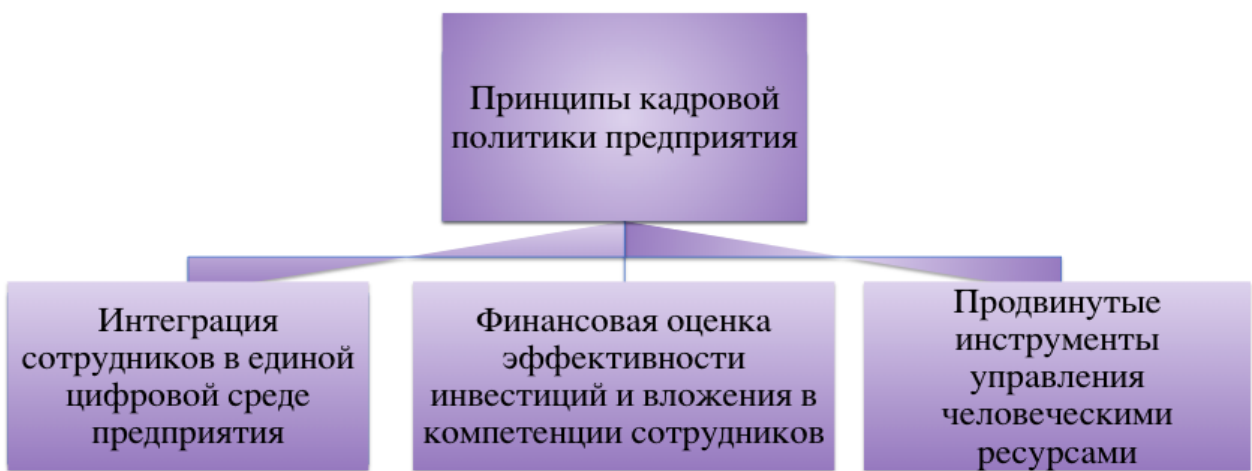 Принципы кадровой
политики предприятия
Интеграция
сотрудников в единой
цифровой среде
предприятия
Финансовая оценка
эффективности
инвестиций и вложения в
компетенции сотрудников
Продвинутые
инструменты
управления
человеческими
ресурсами